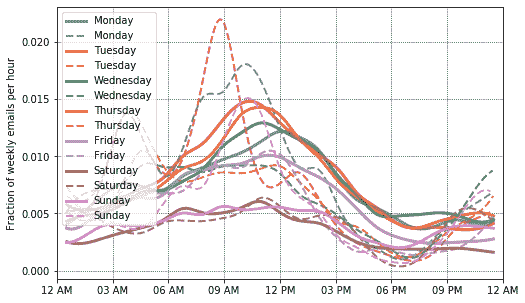 Fraction of weekly emails per hour
0.020
0.015
0.010
0.005
0.000
Monday
Monday
Tuesday
Tuesday
Wednesday
Wednesday
Thursday
Thursday
Friday
Friday
Saturday
Saturday
Sunday
Sunday
12 AM 03 AM 06 AM 09 AM 12 PM 03 PM 06 PM 09 PM 12 AM